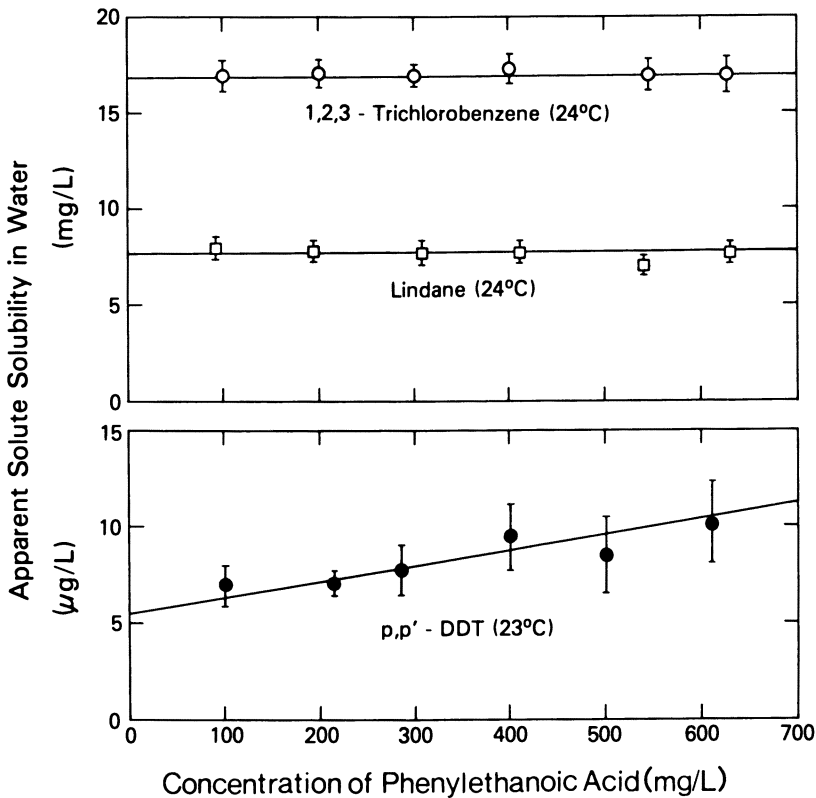 Apparent Solute Solubility in Water
(mg/L)
(µg/L)
20
15
10
5
0
1,2,3 - Trichlorobenzene (24°C)
Lindane (24°C)
15
10
5
0
p,p' - DDT (23°C)
0 100 200 300 400 500 600 700
Concentration of Phenylethanoic Acid (mg/L)